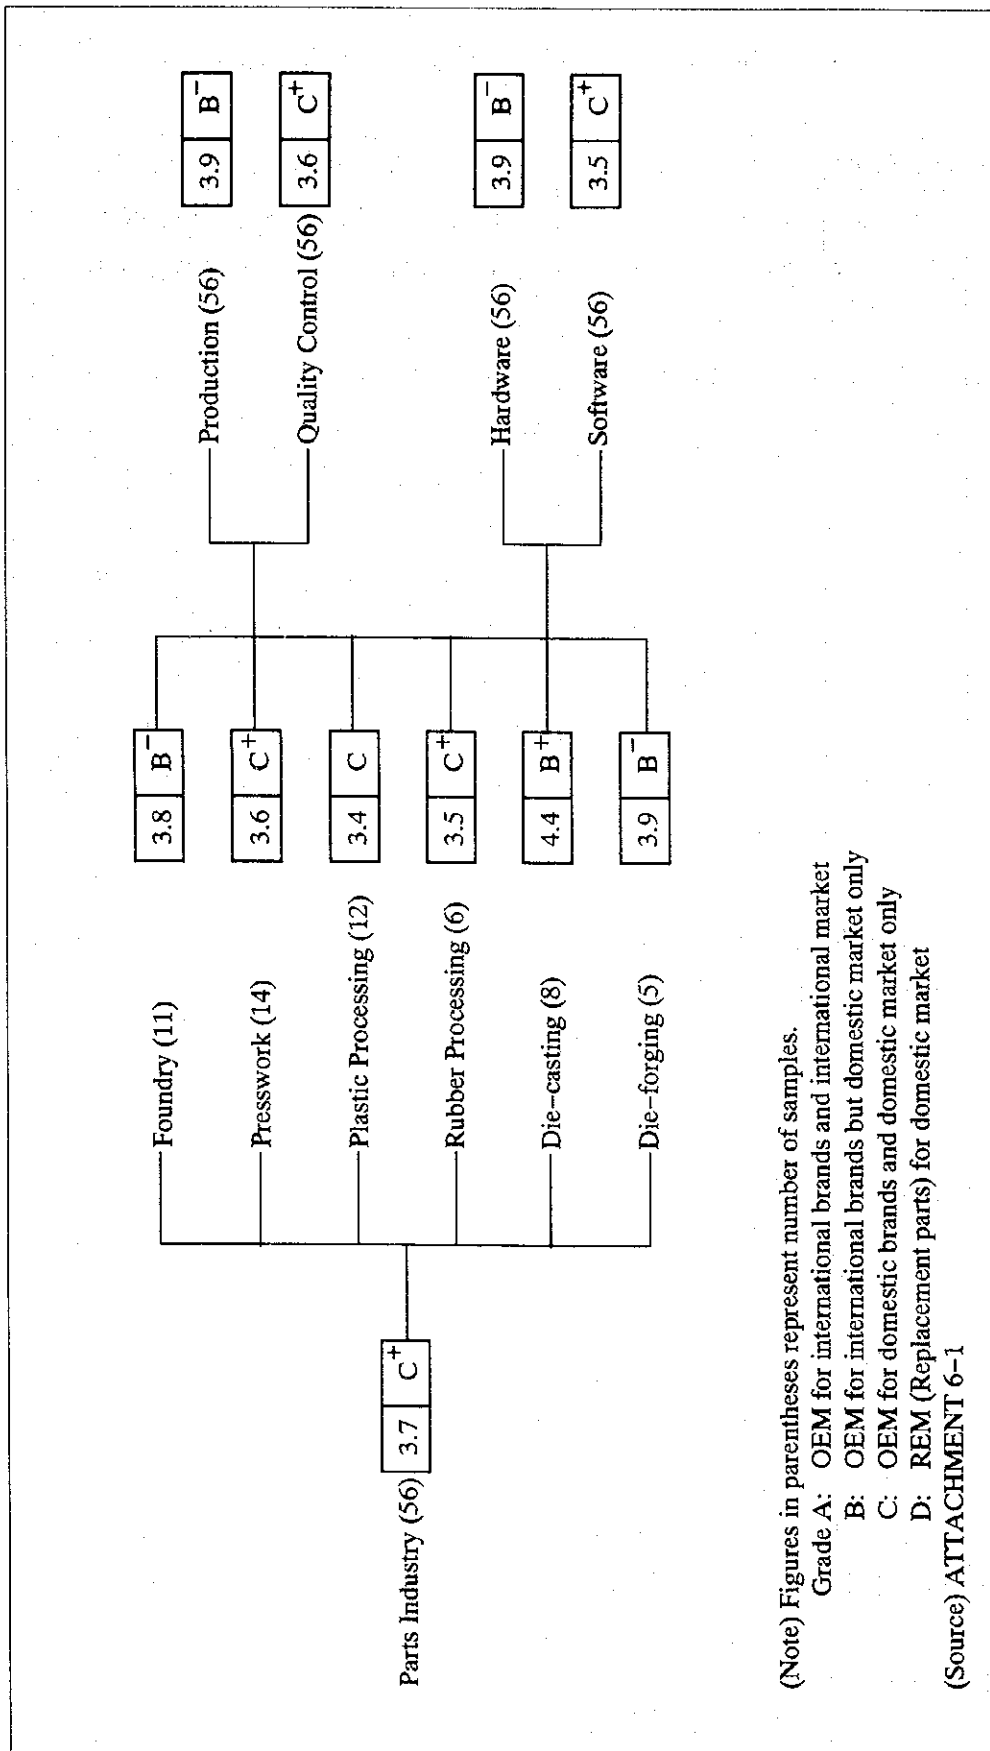 Parts Industry (56) 3.7 C+
Foundry (11) 3.8 B−
Presswork (14) 3.6 C+
Plastic Processing (12) 3.4 C
Rubber Processing (6) 3.5 C+
Die–casting (8) 4.4 B+
Die–forging (5) 3.9 B−
Production (56) 3.9 B−
Quality Control (56) 3.6 C+
Hardware (56) 3.9 B−
Software (56) 3.5 C+
(Note) Figures in parentheses represent number of samples.
Grade A: OEM for international brands and international market
B: OEM for international brands but domestic market only
C: OEM for domestic brands and domestic market only
D: REM (Replacement parts) for domestic market
(Source) ATTACHMENT 6–1